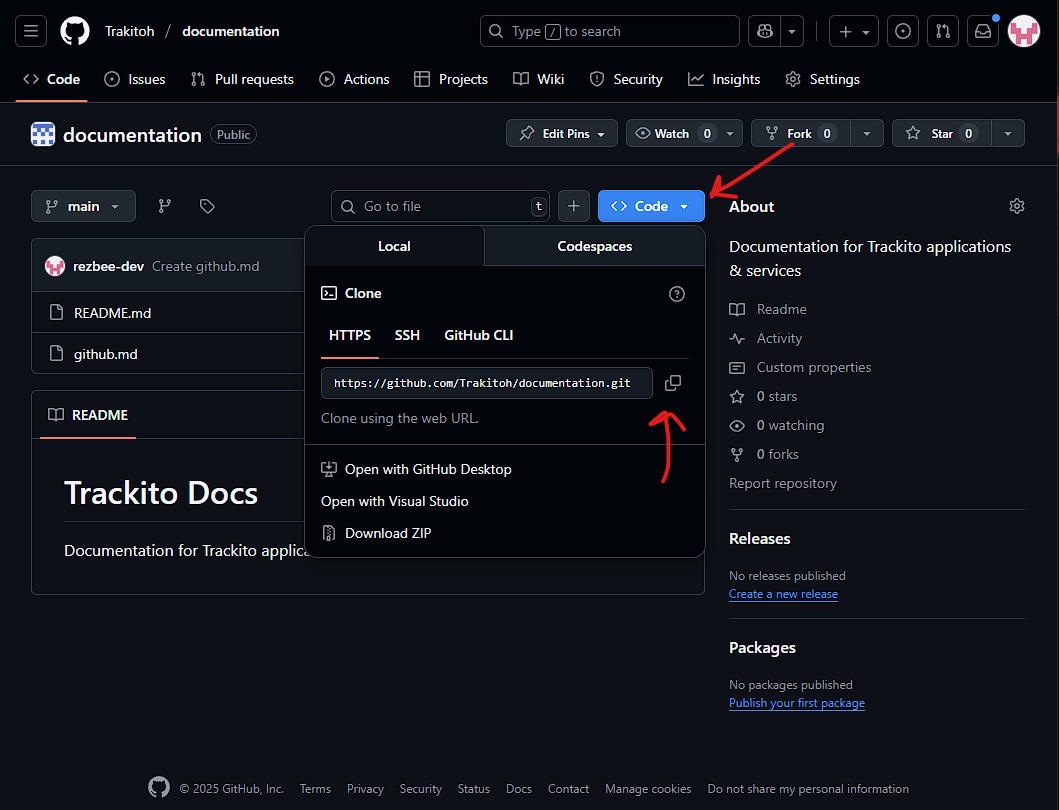 Trakitoh / documentation
Type / to search
Code Issues Pull requests Actions Projects Wiki Security Insights Settings
documentation Public
Edit Pins Watch 0 Fork 0 Star 0
main
Go to file t
Code
Local Codespaces
Clone
HTTPS SSH GitHub CLI
https://github.com/Trakitoh/documentation.git
Clone using the web URL.
Open with GitHub Desktop
Open with Visual Studio
Download ZIP
rezbee-dev Create github.md
README.md
github.md
README
Trackito Docs
Documentation for Trackito applica
About
Documentation for Trackito applications
& services
Readme
Activity
Custom properties
0 stars
0 watching
0 forks
Report repository
Releases
No releases published
Create a new release
Packages
No packages published
Publish your first package
© 2025 GitHub, Inc. Terms Privacy Security Status Docs Contact Manage cookies Do not share my personal information